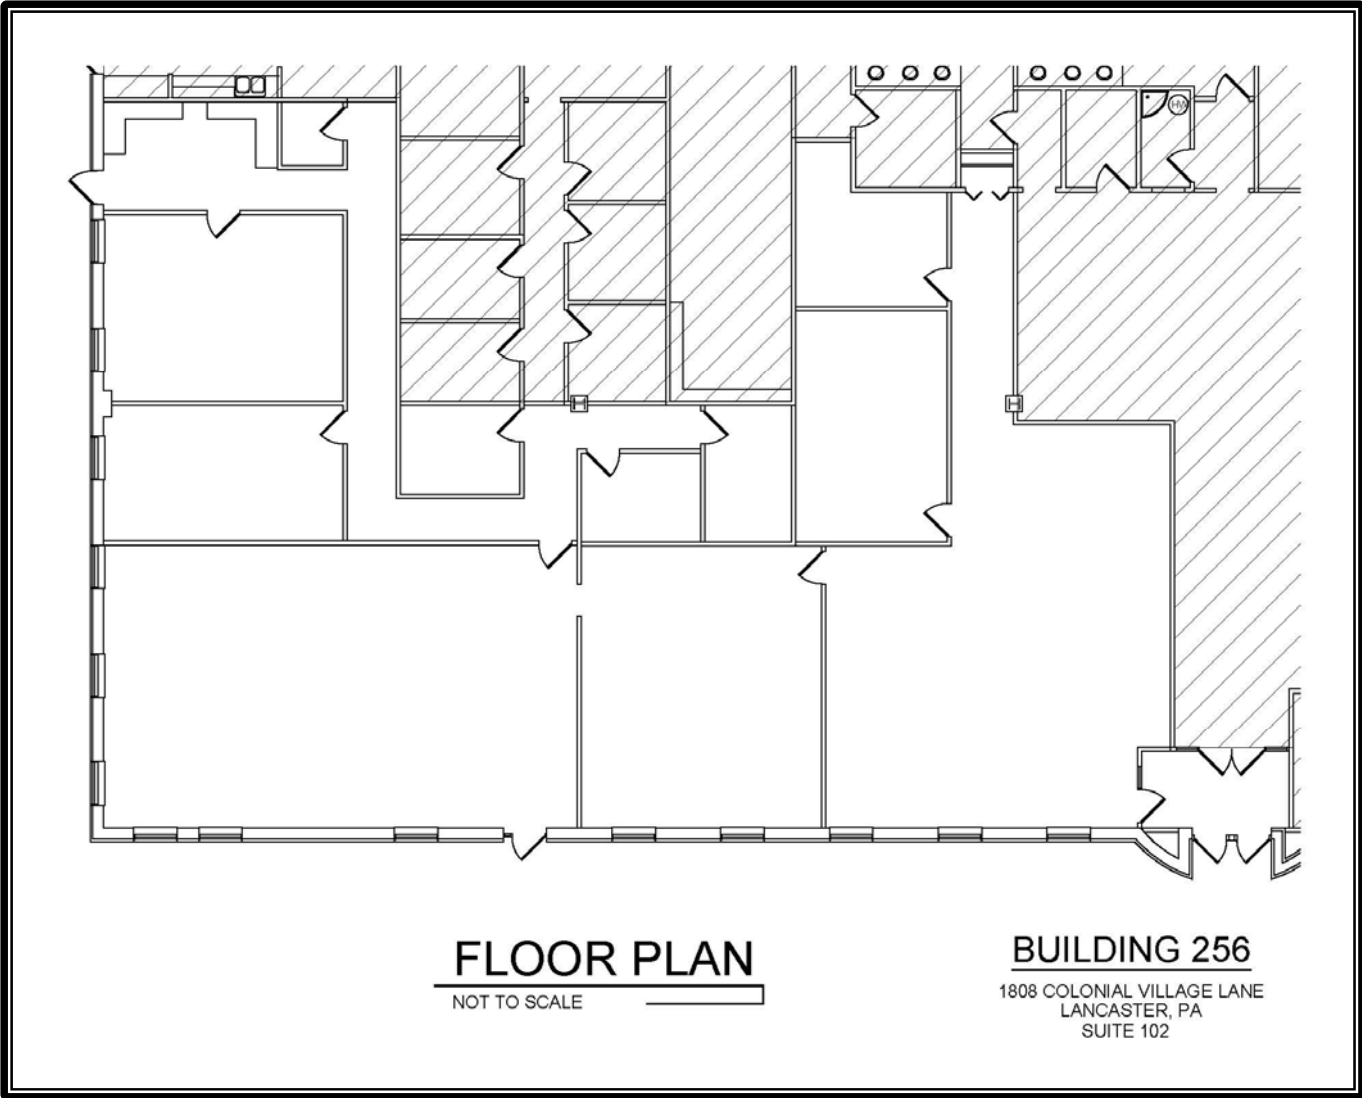 HW
H
H
FLOOR PLAN
NOT TO SCALE
BUILDING 256
1808 COLONIAL VILLAGE LANE
LANCASTER, PA
SUITE 102